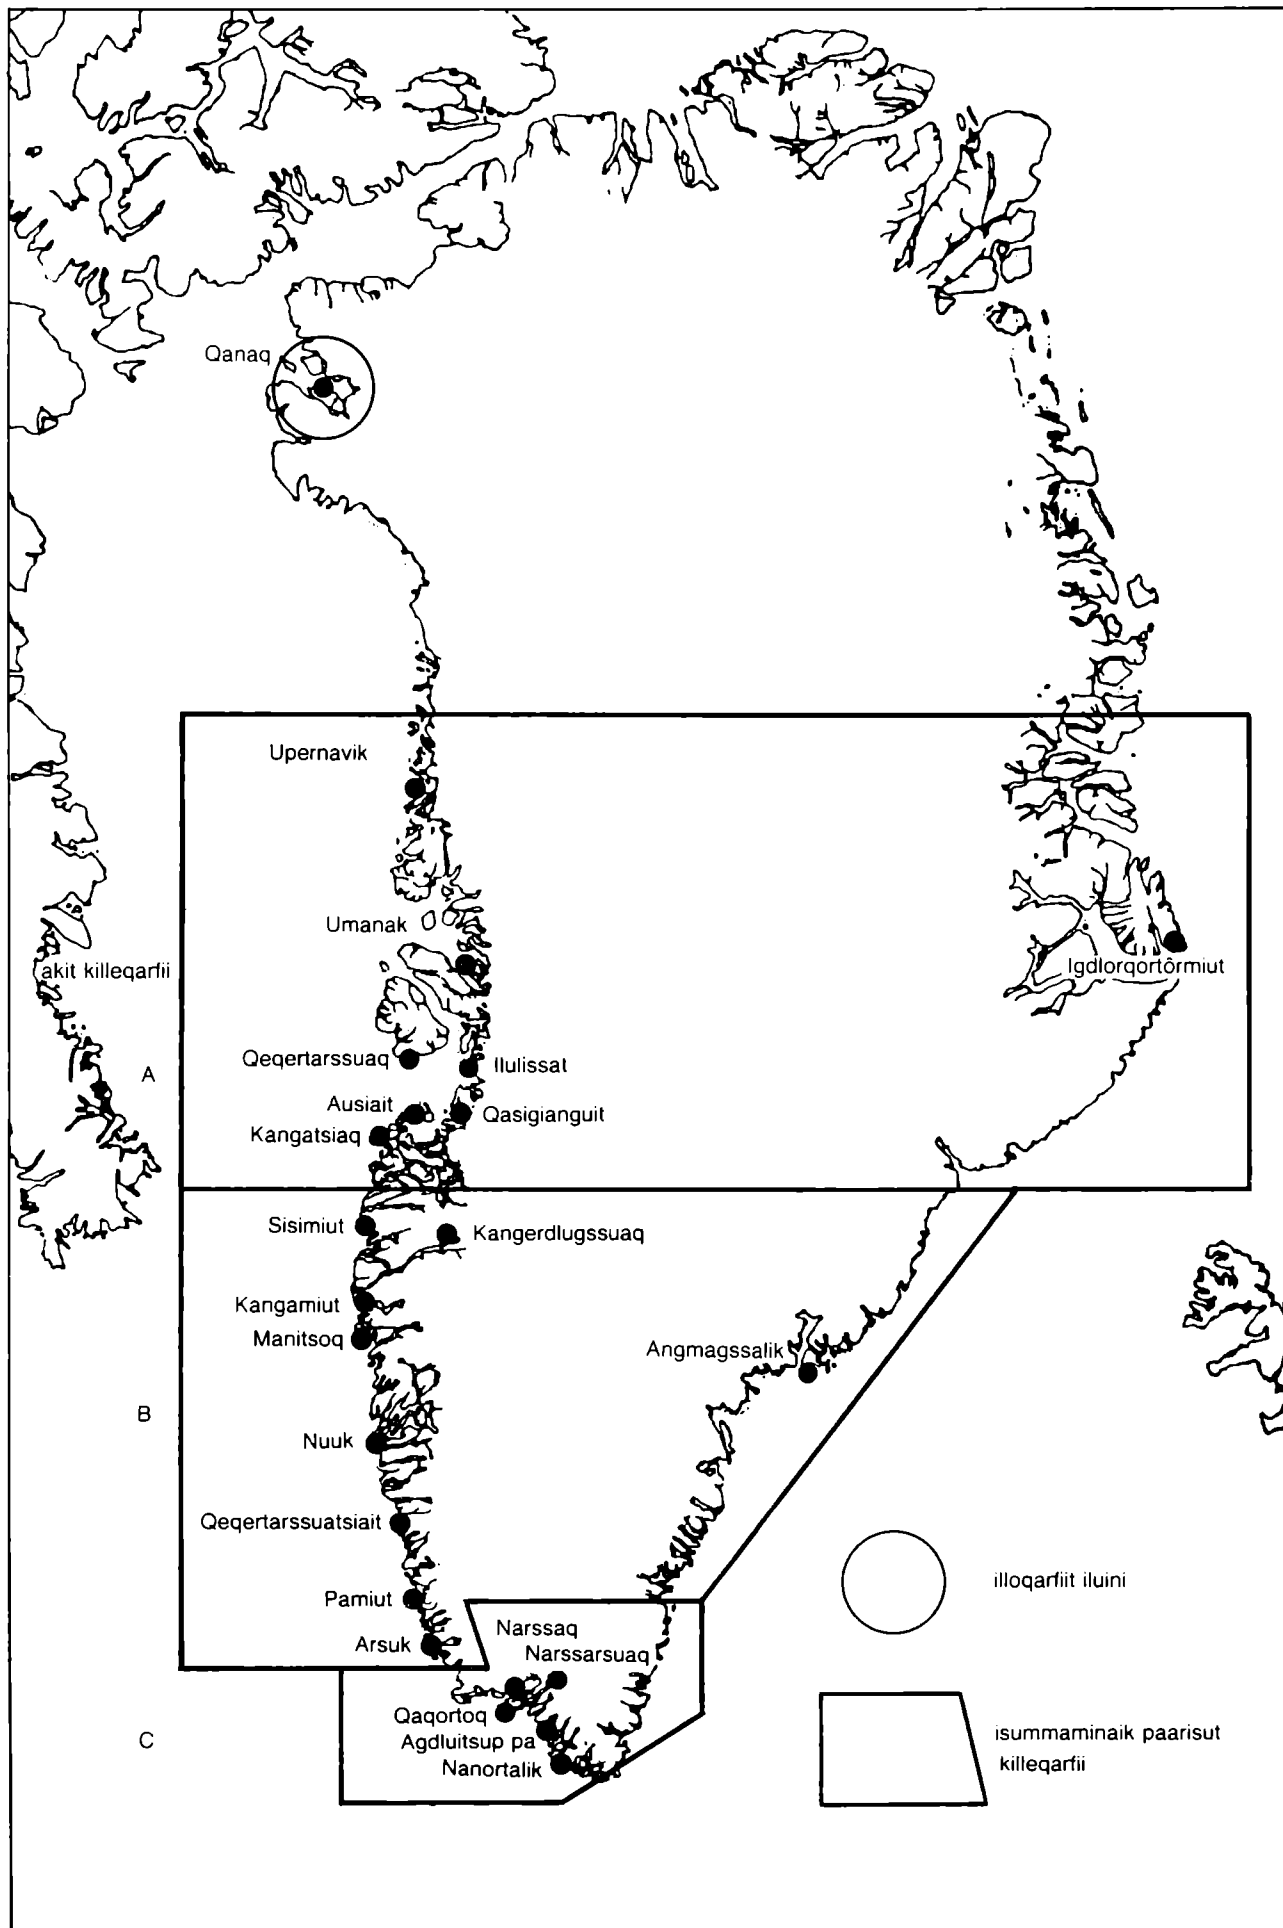 Qanaq
Upernavik
Umanak
akit killeqarfii
Igdlorqortôrmiut
Qeqertarssuaq
Ilulissat
A
Ausiait
Qasigianguit
Kangatsiaq
Sisimiut
Kangerdlugssuaq
Kangamiut
Manitsoq
Angmagssalik
B
Nuuk
Qeqertarssuatsiait
illoqarfiit iluini
Pamiut
Narssaq
Arsuk
Narssarsuaq
Qaqortoq
C
Agdluitsup pa
Nanortalik
isummaminaik paarisut
killeqarfii